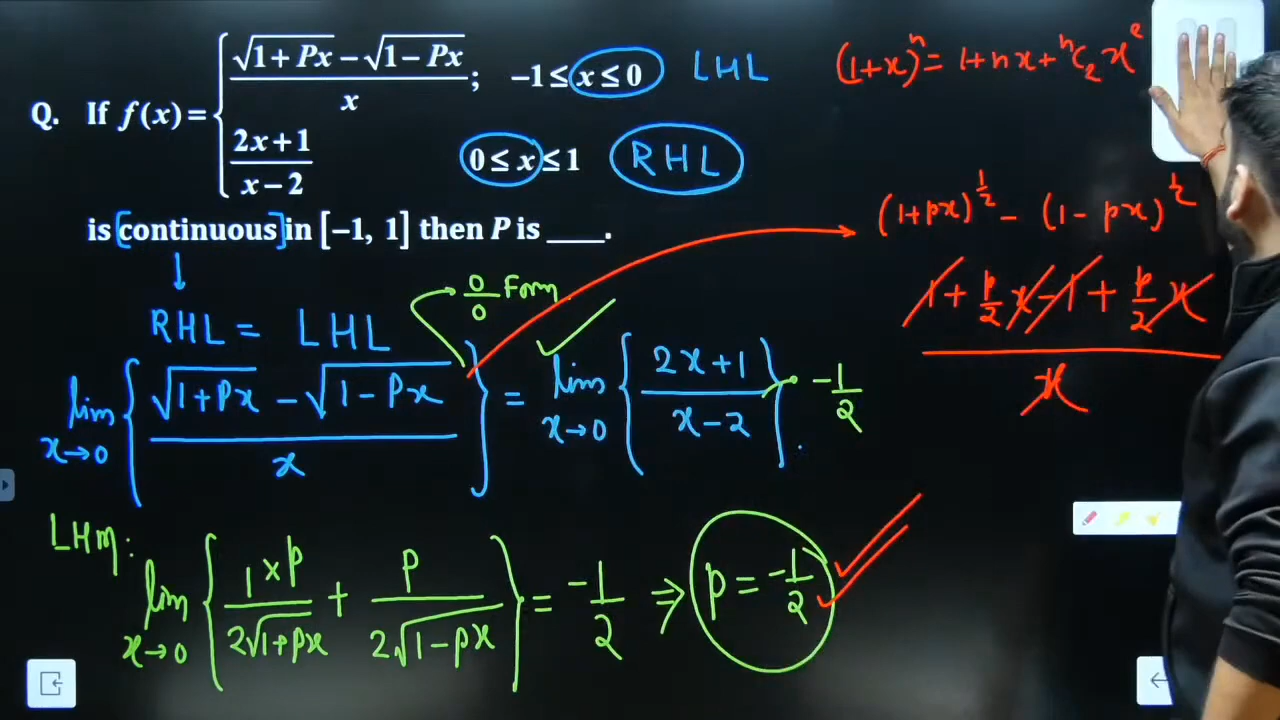 Q. If f(x) = { (√(1+Px) − √(1−Px))/x ; −1 ≤ x ≤ 0 LHL
(2x+1)/(x−2) 0 ≤ x ≤ 1 RHL
is continuous in [−1, 1] then P is ____.
RHL = LHL
0/0 Form
lim x→0 { (√(1+Px) − √(1−Px))/x } = lim x→0 { (2x+1)/(x−2) } -1/2
LHM:
lim x→0 { (1×P)/(2√(1+Px)) + P/(2√(1−Px)) } = -1/2 ⇒ P = -1/2
(1+x)ⁿ = 1+nx+ⁿC₂x²
(1+Px)^(1/2) − (1−Px)^(1/2)
(1 + (P/2)x − 1 + (P/2)x)/x